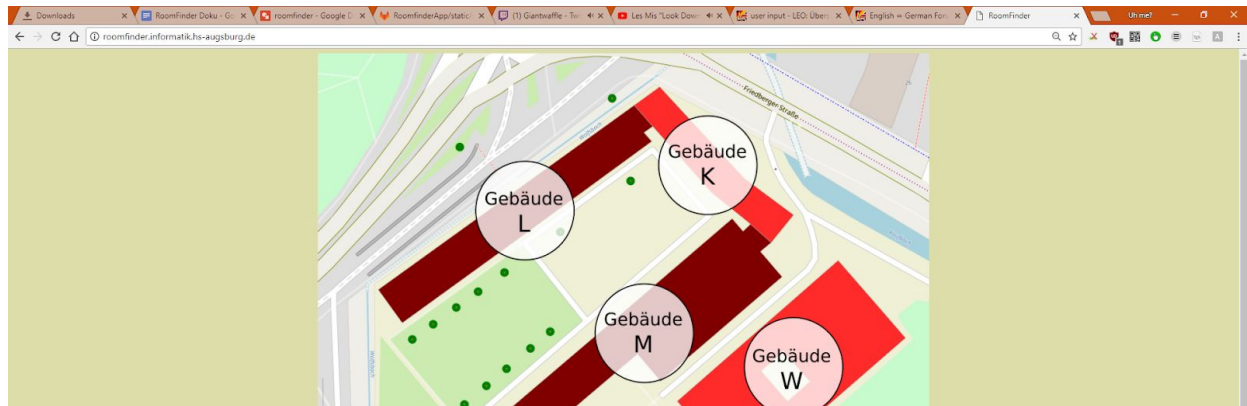 Downloads
RoomFinder Doku - Go
roomfinder - Google D
RoomfinderApp/static/
(1) Giantwaffle - Tw
Les Mis "Look Down
user input - LEO: Übers
English ⇔ German For
RoomFinder
Uh me?
roomfinder.informatik.hs-augsburg.de
Friedberger Straße
Gebäude
K
Gebäude
L
Gebäude
M
Gebäude
W